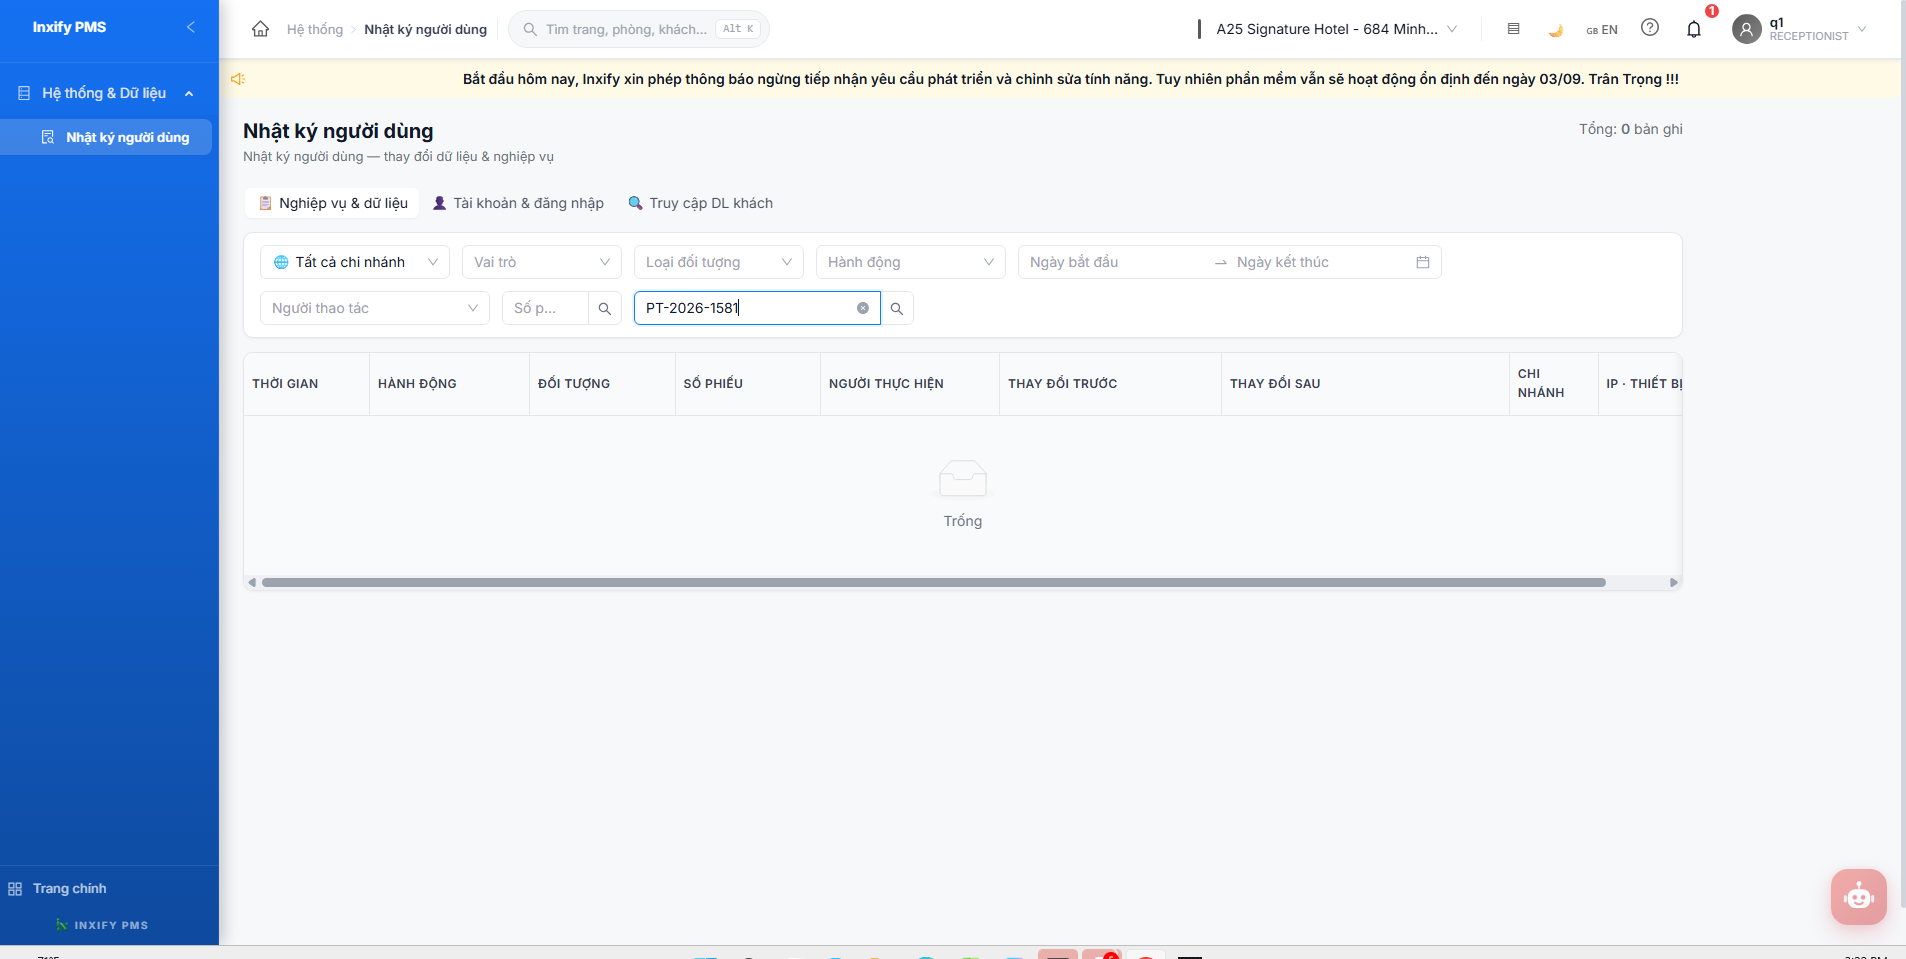 Inxify PMS
Hệ thống & Dữ liệu
Nhật ký người dùng
Trang chính
INXIFY PMS
Hệ thống > Nhật ký người dùng
Tìm trang, phòng, khách... Alt K
A25 Signature Hotel - 684 Minh...
GB EN
1
q1
RECEPTIONIST
Bắt đầu hôm nay, Inxify xin phép thông báo ngừng tiếp nhận yêu cầu phát triển và chỉnh sửa tính năng. Tuy nhiên phần mềm vẫn sẽ hoạt động ổn định đến ngày 03/09. Trân Trọng !!!
Nhật ký người dùng
Tổng: 0 bản ghi
Nhật ký người dùng — thay đổi dữ liệu & nghiệp vụ
Nghiệp vụ & dữ liệu
Tài khoản & đăng nhập
Truy cập DL khách
Tất cả chi nhánh
Vai trò
Loại đối tượng
Hành động
Ngày bắt đầu → Ngày kết thúc
Người thao tác
Số p...
PT-2026-1581
THỜI GIAN
HÀNH ĐỘNG
ĐỐI TƯỢNG
SỐ PHIẾU
NGƯỜI THỰC HIỆN
THAY ĐỔI TRƯỚC
THAY ĐỔI SAU
CHI NHÁNH
IP · THIẾT BỊ
Trống